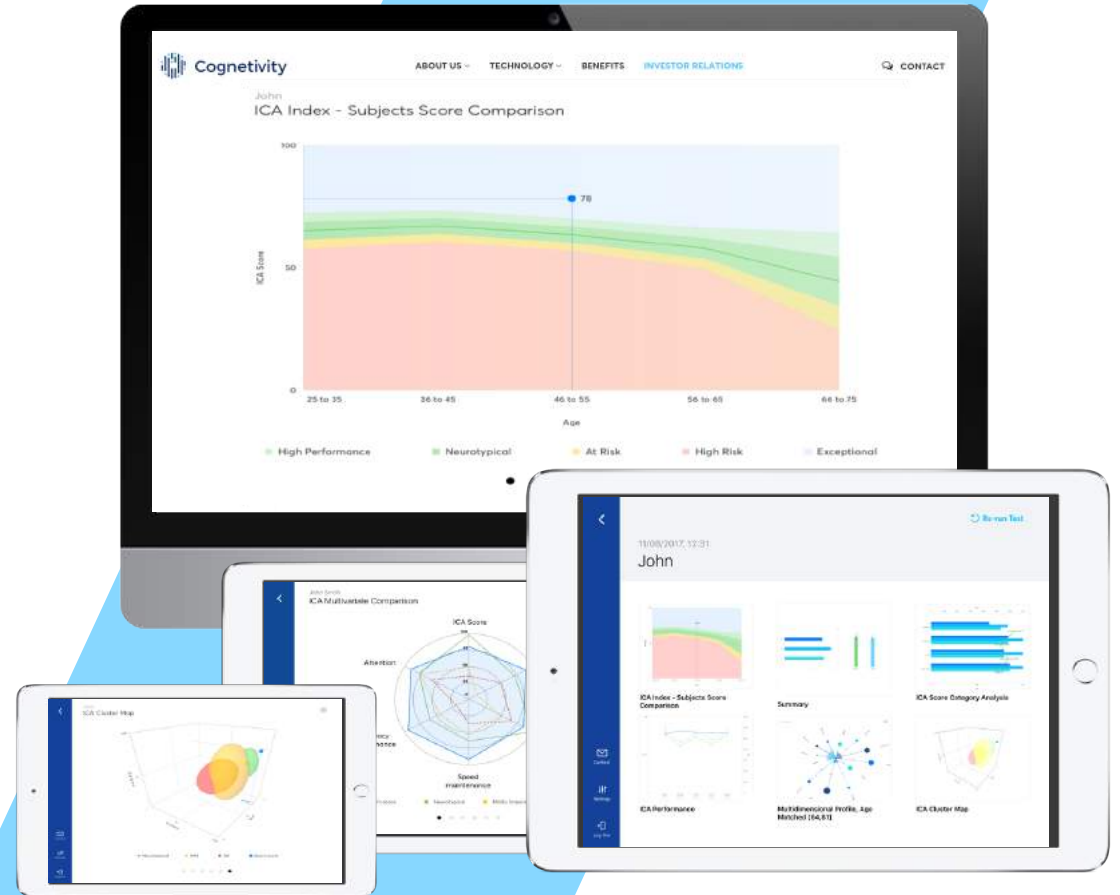 Cognetivity
ABOUT US TECHNOLOGY BENEFITS INVESTOR RELATIONS CONTACT
John
ICA Index - Subjects Score Comparison
100
78
ICA Score
50
0
25 to 35 36 to 45 46 to 55 56 to 65 66 to 75
Age
High Performance Neurotypical At Risk High Risk Exceptional
Re-run Test
11/08/2017, 12:31
John
ICA Index - Subjects Score
Comparison
Summary
ICA Score Category Analysis
ICA Performance
Multidimensional Profile, Age
Matched
ICA Cluster Map
Settings
Log Out
John Smith
ICA Multivariate Comparison
ICA Score
Attention
Speed
maintenance
Neurotypical
ICA Cluster Map